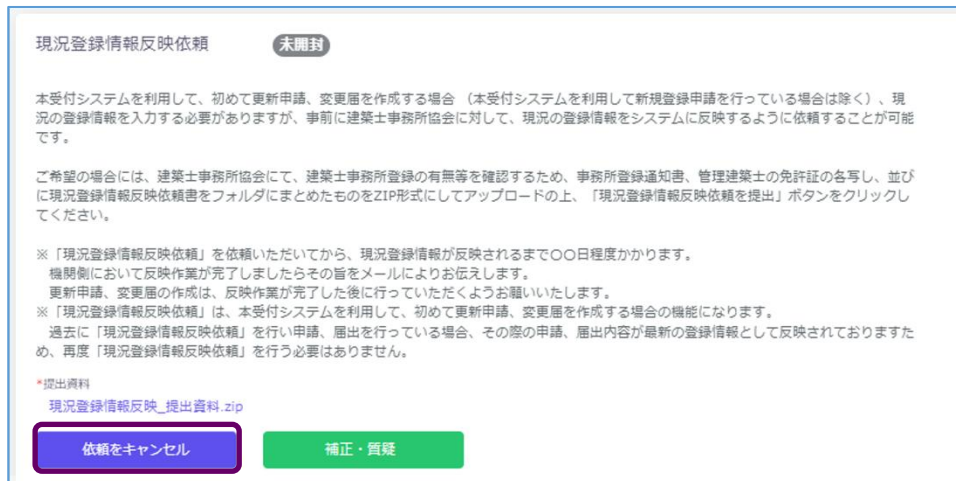 現況登録情報反映依頼 未開封
本受付システムを利用して、初めて更新申請、変更届を作成する場合 （本受付システムを利用して新規登録申請を行っている場合は除く）、現
況の登録情報を入力する必要がありますが、事前に建築士事務所協会に対して、現況の登録情報をシステムに反映するように依頼することが可能
です。
ご希望の場合には、建築士事務所協会にて、建築士事務所登録の有無等を確認するため、事務所登録通知書、管理建築士の免許証の各写し、並び
に現況登録情報反映依頼書をフォルダにまとめたものをZIP形式にしてアップロードの上、「現況登録情報反映依頼を提出」ボタンをクリックし
てください。
※「現況登録情報反映依頼」を依頼いただいてから、現況登録情報が反映されるまで〇〇日程度かかります。
機関側において反映作業が完了しましたらその旨をメールによりお伝えします。
更新申請、変更届の作成は、反映作業が完了した後に行っていただくようお願いいたします。
※「現況登録情報反映依頼」は、本受付システムを利用して、初めて更新申請、変更届を作成する場合の機能になります。
過去に「現況登録情報反映依頼」を行い申請、届出を行っている場合、その際の申請、届出内容が最新の登録情報として反映されておりますた
め、再度「現況登録情報反映依頼」を行う必要はありません。
*提出資料
現況登録情報反映_提出資料.zip
依頼をキャンセル 補正・質疑